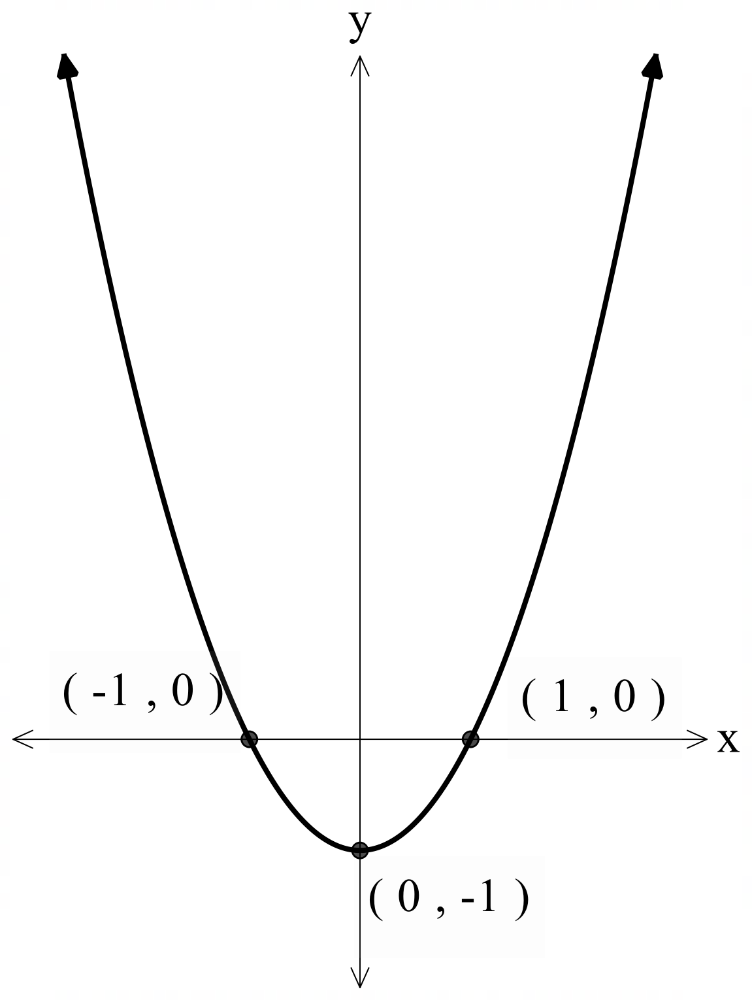 y
( -1 , 0 )
( 1 , 0 )
x
( 0 , -1 )